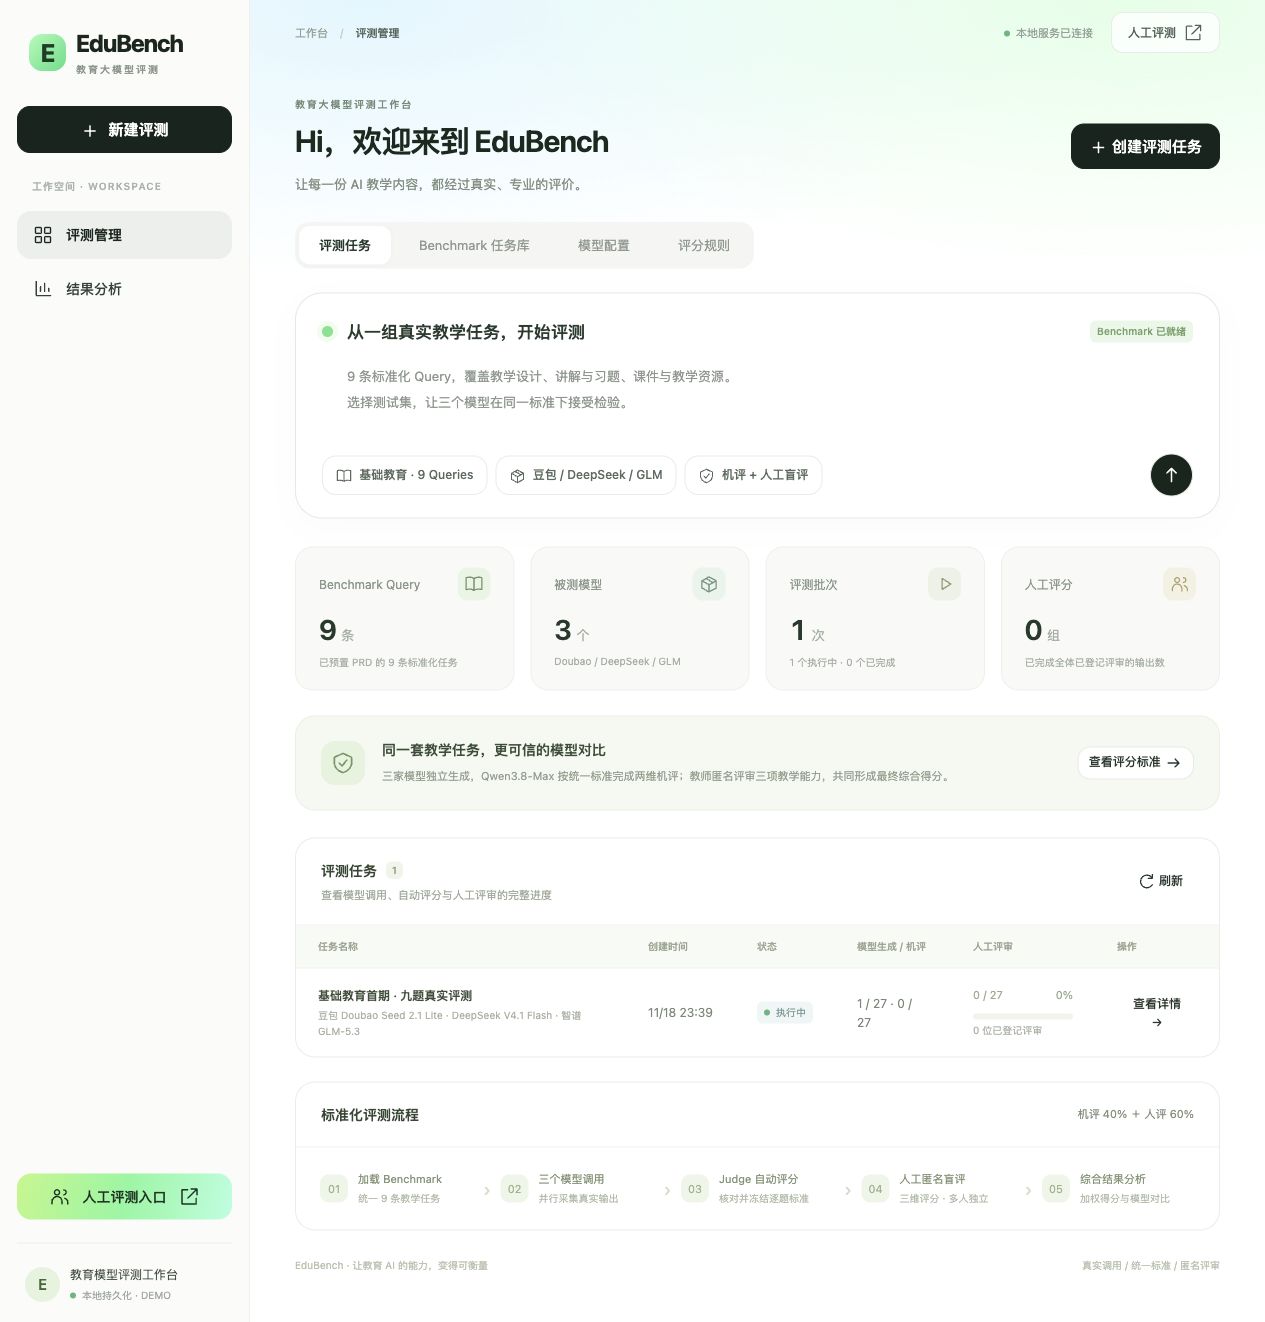 E EduBench
教育大模型评测
+ 新建评测
工作空间 · WORKSPACE
评测管理
结果分析
人工评测入口
E 教育模型评测工作台
本地持久化 · DEMO
工作台 / 评测管理
本地服务已连接
人工评测
教育大模型评测工作台
Hi，欢迎来到 EduBench
让每一份 AI 教学内容，都经过真实、专业的评价。
+ 创建评测任务
评测任务 Benchmark 任务库 模型配置 评分规则
从一组真实教学任务，开始评测
Benchmark 已就绪
9 条标准化 Query，覆盖教学设计、讲解与习题、课件与教学资源。
选择测试集，让三个模型在同一标准下接受检验。
基础教育 · 9 Queries 豆包 / DeepSeek / GLM 机评 + 人工盲评
Benchmark Query
9 条
已预置 PRD 的 9 条标准化任务
被测模型
3 个
Doubao / DeepSeek / GLM
评测批次
1 次
1 个执行中 · 0 个已完成
人工评分
0 组
已完成全体已登记评审的输出数
同一套教学任务，更可信的模型对比
三家模型独立生成，Qwen3.8-Max 按统一标准完成两维机评；教师匿名评审三项教学能力，共同形成最终综合得分。
查看评分标准 →
评测任务 1
查看模型调用、自动评分与人工评审的完整进度
刷新
任务名称 创建时间 状态 模型生成 / 机评 人工评审 操作
基础教育首期 · 九题真实评测
豆包 Doubao Seed 2.1 Lite · DeepSeek V4.1 Flash · 智谱
GLM-5.3
11/18 23:39
执行中
1 / 27 · 0 /
27
0 / 27 0%
0 位已登记评审
查看详情
→
标准化评测流程
机评 40% + 人评 60%
01 加载 Benchmark
统一 9 条教学任务
02 三个模型调用
并行采集真实输出
03 Judge 自动评分
核对并冻结逐题标准
04 人工匿名盲评
三维评分 · 多人独立
05 综合结果分析
加权得分与模型对比
EduBench · 让教育 AI 的能力，变得可衡量
真实调用 / 统一标准 / 匿名评审